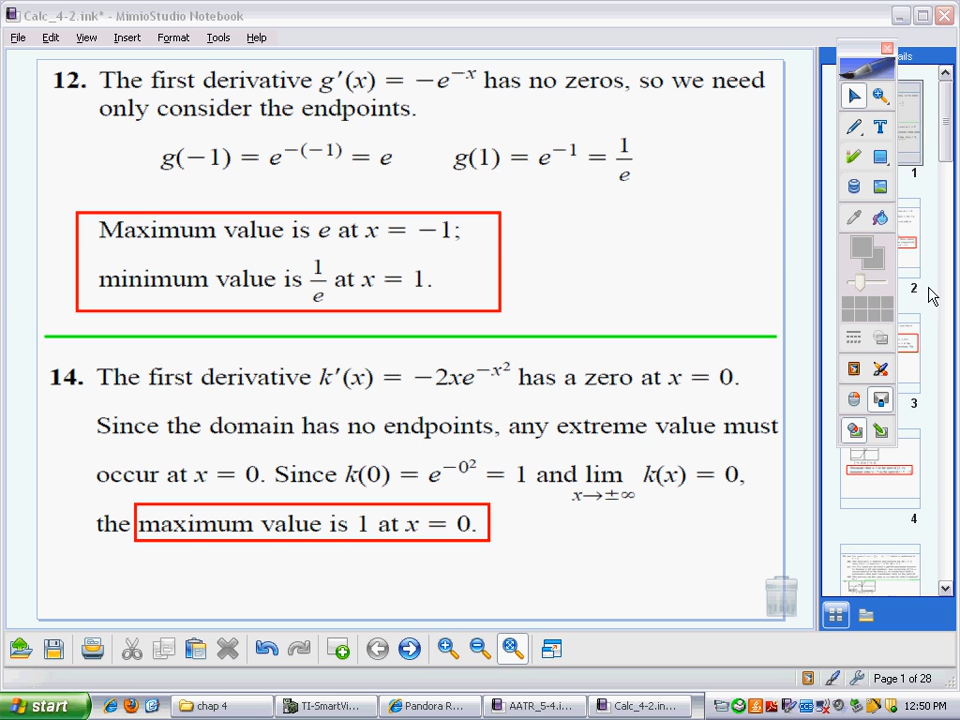 Calc_4-2.ink* - MimioStudio Notebook
File Edit View Insert Format Tools Help
12. The first derivative g′(x) = −e^{−x} has no zeros, so we need
only consider the endpoints.
g(−1) = e^{−(−1)} = e g(1) = e^{−1} = 1/e
Maximum value is e at x = −1;
minimum value is 1/e at x = 1.
14. The first derivative k′(x) = −2xe^{−x²} has a zero at x = 0.
Since the domain has no endpoints, any extreme value must
occur at x = 0. Since k(0) = e^{−0²} = 1 and lim_{x→±∞} k(x) = 0,
the maximum value is 1 at x = 0.
ails
1
2
3
4
Page 1 of 28
start
chap 4
TI-SmartVi...
Pandora R...
AATR_5-4.i...
Calc_4-2.in...
12:50 PM